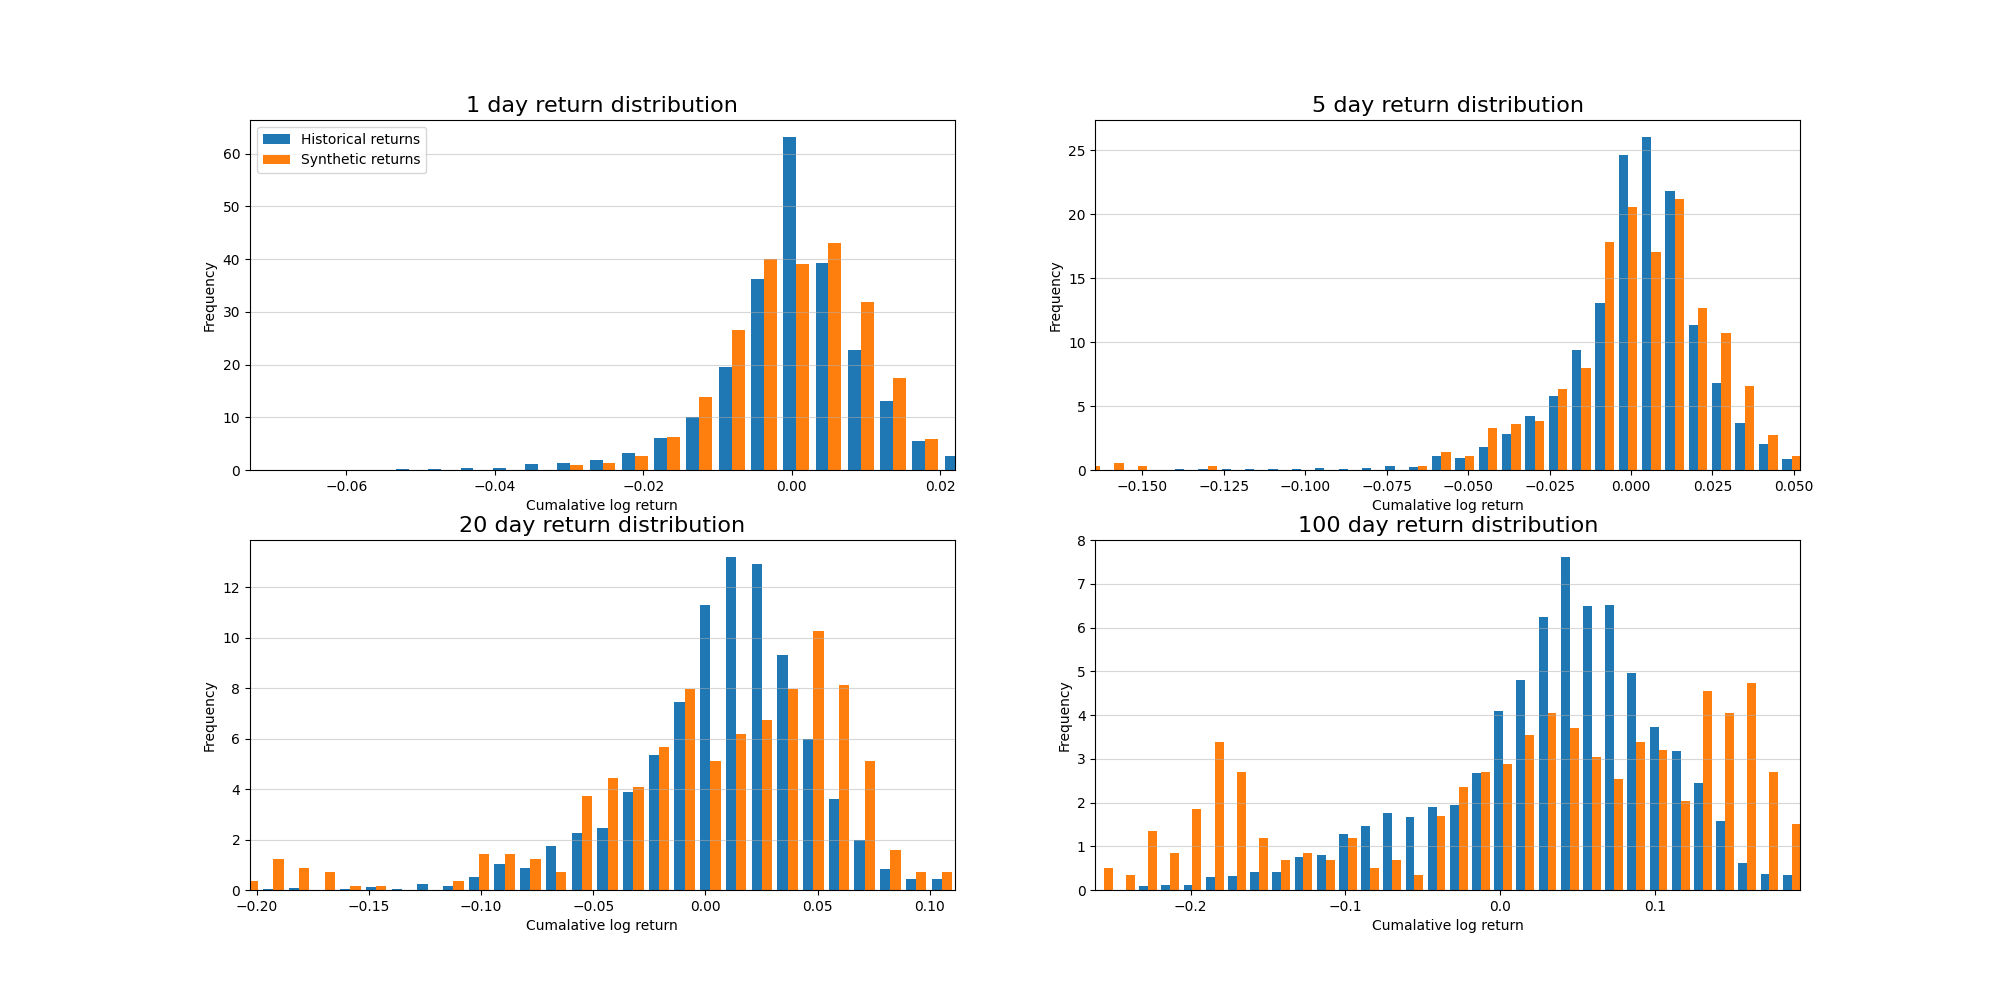 1 day return distribution
Historical returns
Synthetic returns
Frequency
60
50
40
30
20
10
0
−0.06 −0.04 −0.02 0.00 0.02
Cumalative log return
5 day return distribution
Frequency
25
20
15
10
5
0
−0.150 −0.125 −0.100 −0.075 −0.050 −0.025 0.000 0.025 0.050
Cumalative log return
20 day return distribution
Frequency
12
10
8
6
4
2
0
−0.20 −0.15 −0.10 −0.05 0.00 0.05 0.10
Cumalative log return
100 day return distribution
Frequency
8
7
6
5
4
3
2
1
0
−0.2 −0.1 0.0 0.1
Cumalative log return